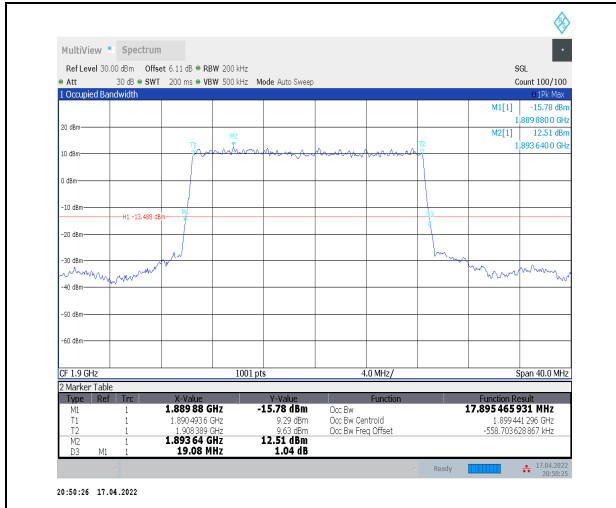 MultiView Spectrum
Ref Level 30.00 dBm Offset 6.11 dB RBW 200 kHz SGL
Att 30 dB SWT 200 ms VBW 500 kHz Mode Auto Sweep Count 100/100
1 Occupied Bandwidth 1Pk Max
M1[1] -15.78 dBm
1.889 880 0 GHz
M2[1] 12.51 dBm
1.893 640 0 GHz
20 dBm
M2
T1 T2
10 dBm
0 dBm
-10 dBm
M1
H1 -13.488 dBm
-20 dBm
-30 dBm
-40 dBm
-50 dBm
-60 dBm
CF 1.9 GHz 1001 pts 4.0 MHz/ Span 40.0 MHz
2 Marker Table
Type Ref Trc X-Value Y-Value Function Function Result
M1 1 1.889 88 GHz -15.78 dBm Occ Bw 17.895 465 931 MHz
T1 1 1.890 493 6 GHz 9.29 dBm Occ Bw Centroid 1.899 441 296 GHz
T2 1 1.908 389 GHz 9.63 dBm Occ Bw Freq Offset -558.703 628 867 kHz
M2 1 1.893 64 GHz 12.51 dBm
D3 M1 1 19.08 MHz 1.04 dB
Ready 17.04.2022
20:50:25
20:50:26 17.04.2022